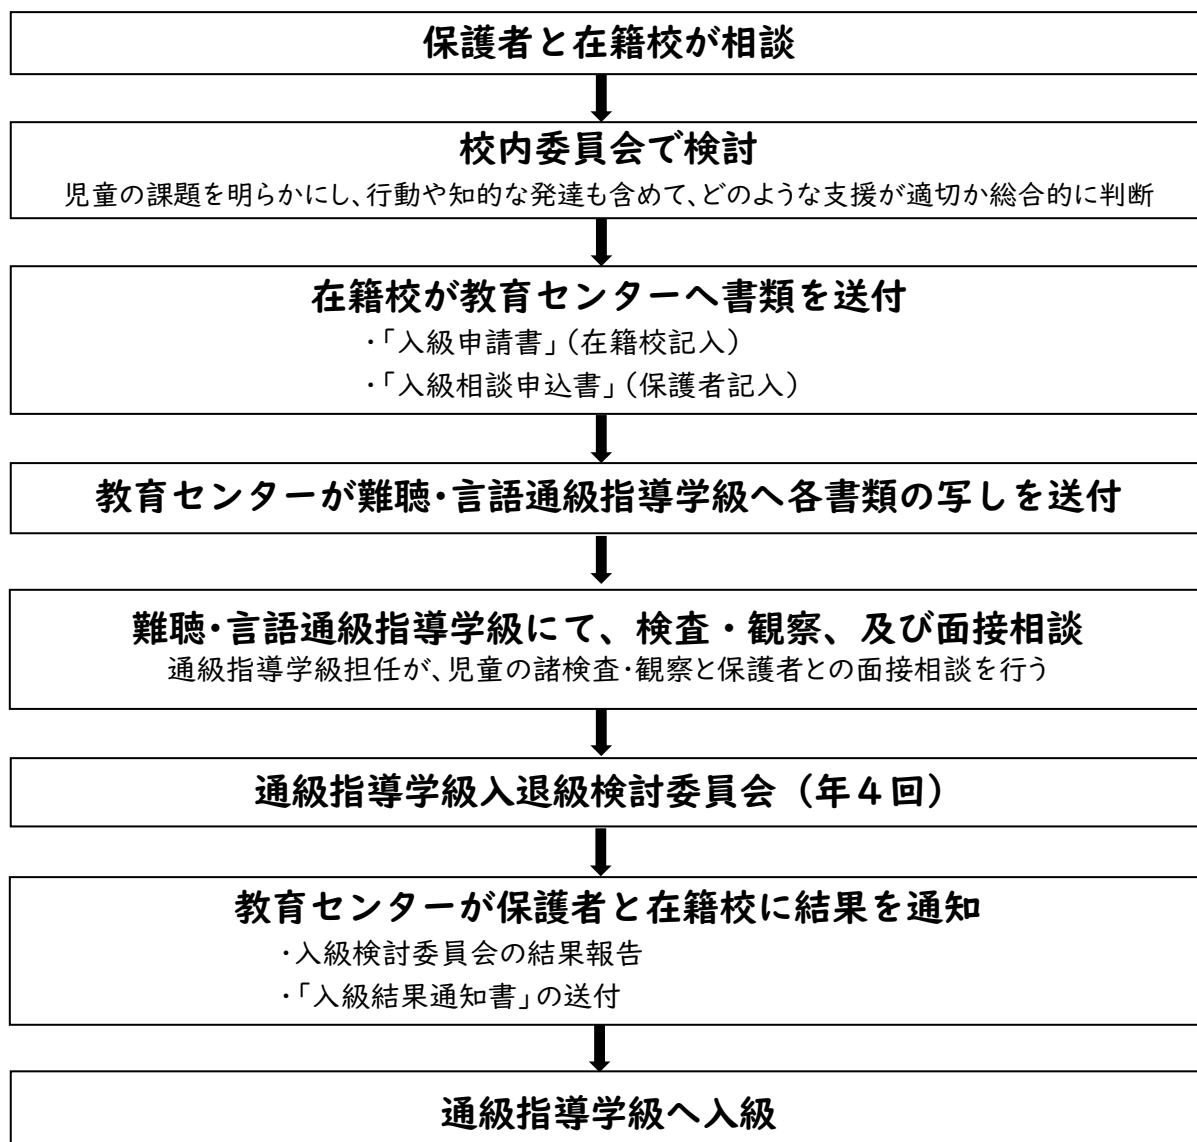 保護者と在籍校が相談
校内委員会で検討
児童の課題を明らかにし、行動や知的な発達も含めて、どのような支援が適切か総合的に判断
在籍校が教育センターへ書類を送付
・「入級申請書」（在籍校記入）
・「入級相談申込書」（保護者記入）
教育センターが難聴・言語通級指導学級へ各書類の写しを送付
難聴・言語通級指導学級にて、検査・観察、及び面接相談
通級指導学級担任が、児童の諸検査・観察と保護者との面接相談を行う
通級指導学級入退級検討委員会（年４回）
教育センターが保護者と在籍校に結果を通知
・入級検討委員会の結果報告
・「入級結果通知書」の送付
通級指導学級へ入級